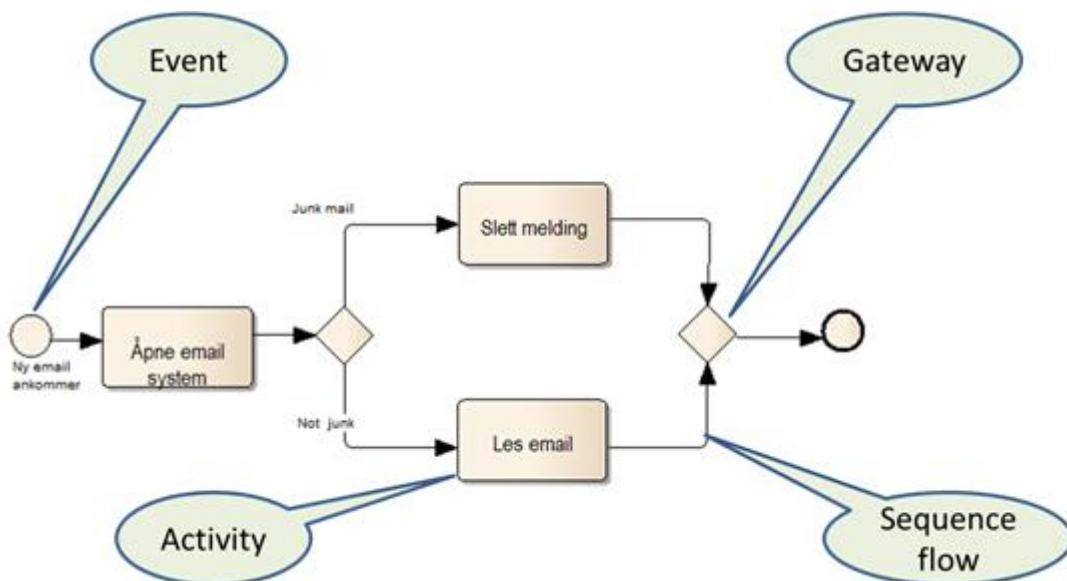 Event
Gateway
Junk mail
Slett melding
Ny email
ankommer
Åpne email
system
Not junk
Les email
Activity
Sequence
flow